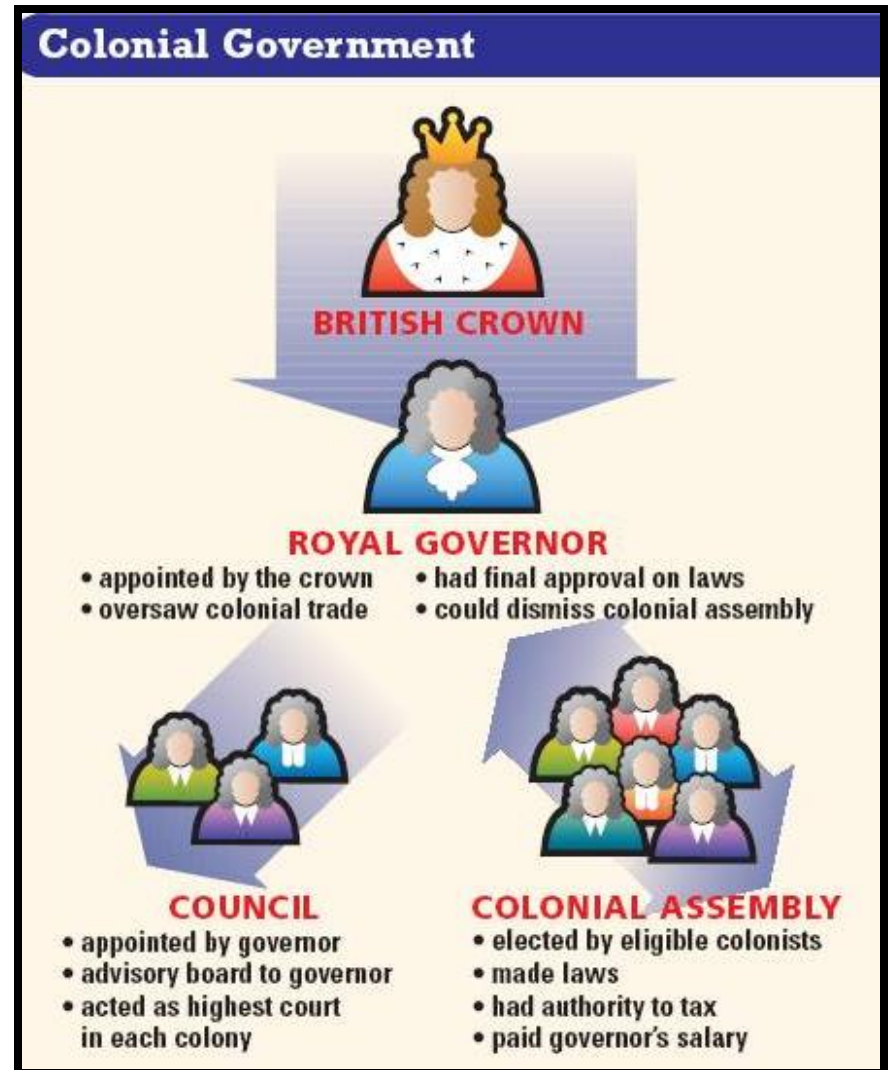 Colonial Government
BRITISH CROWN
ROYAL GOVERNOR
• appointed by the crown
• oversaw colonial trade
• had final approval on laws
• could dismiss colonial assembly
COUNCIL
• appointed by governor
• advisory board to governor
• acted as highest court
in each colony
COLONIAL ASSEMBLY
• elected by eligible colonists
• made laws
• had authority to tax
• paid governor's salary